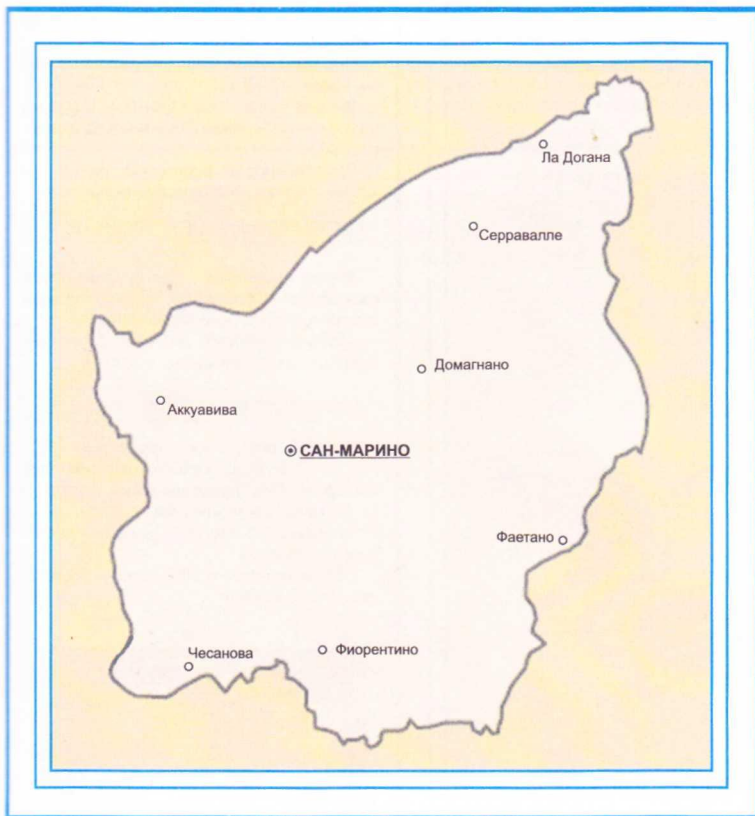 Ла Догана
Серравалле
Домагнано
Аккуавива
САН-МАРИНО
Фаетано
Чесанова
Фиорентино